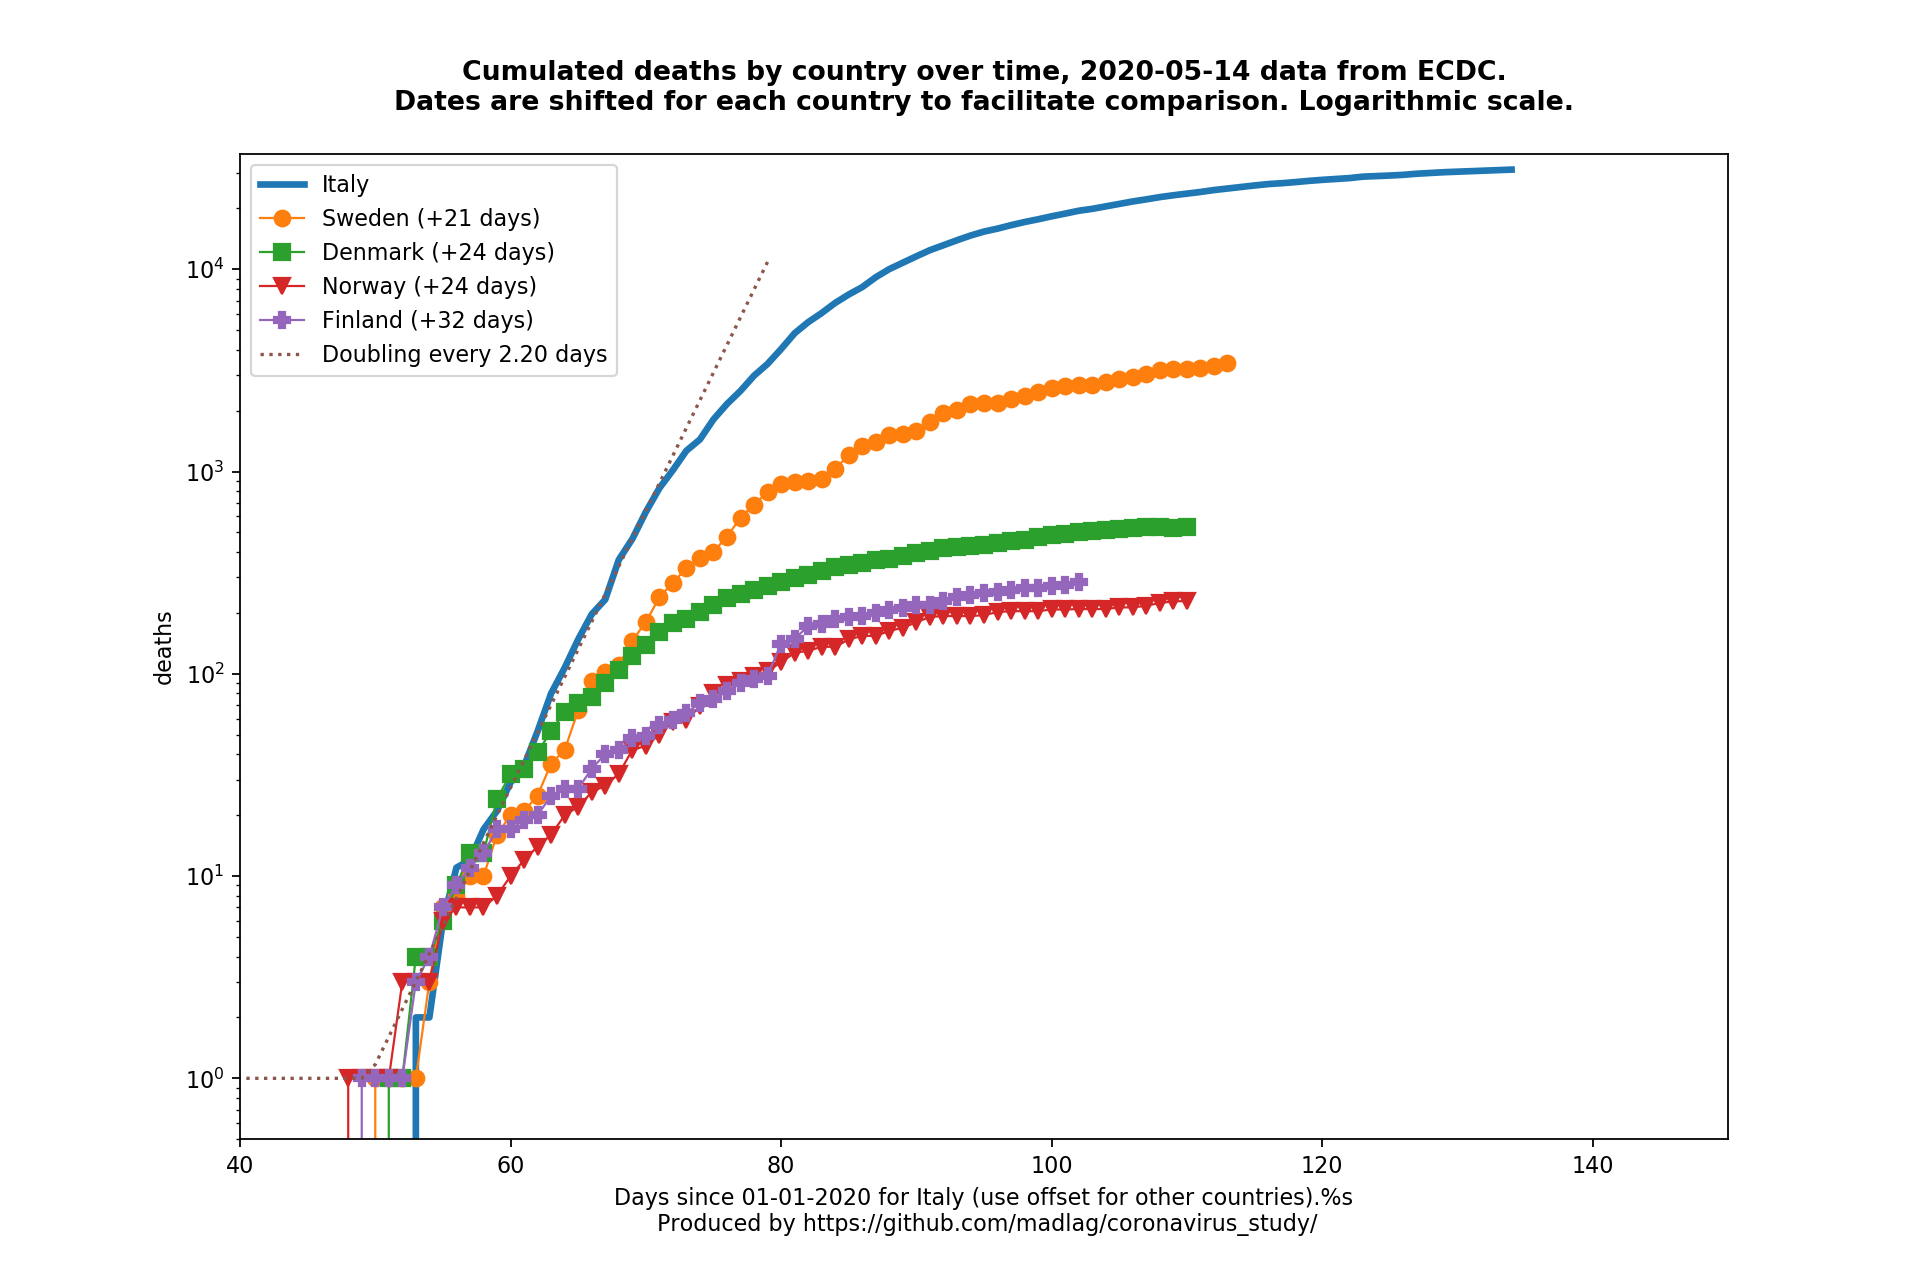 Cumulated deaths by country over time, 2020-05-14 data from ECDC.
Dates are shifted for each country to facilitate comparison. Logarithmic scale.
Italy
Sweden (+21 days)
Denmark (+24 days)
Norway (+24 days)
Finland (+32 days)
Doubling every 2.20 days
deaths
10⁴
10³
10²
10¹
10⁰
40 60 80 100 120 140
Days since 01-01-2020 for Italy (use offset for other countries).%s
Produced by https://github.com/madlag/coronavirus_study/